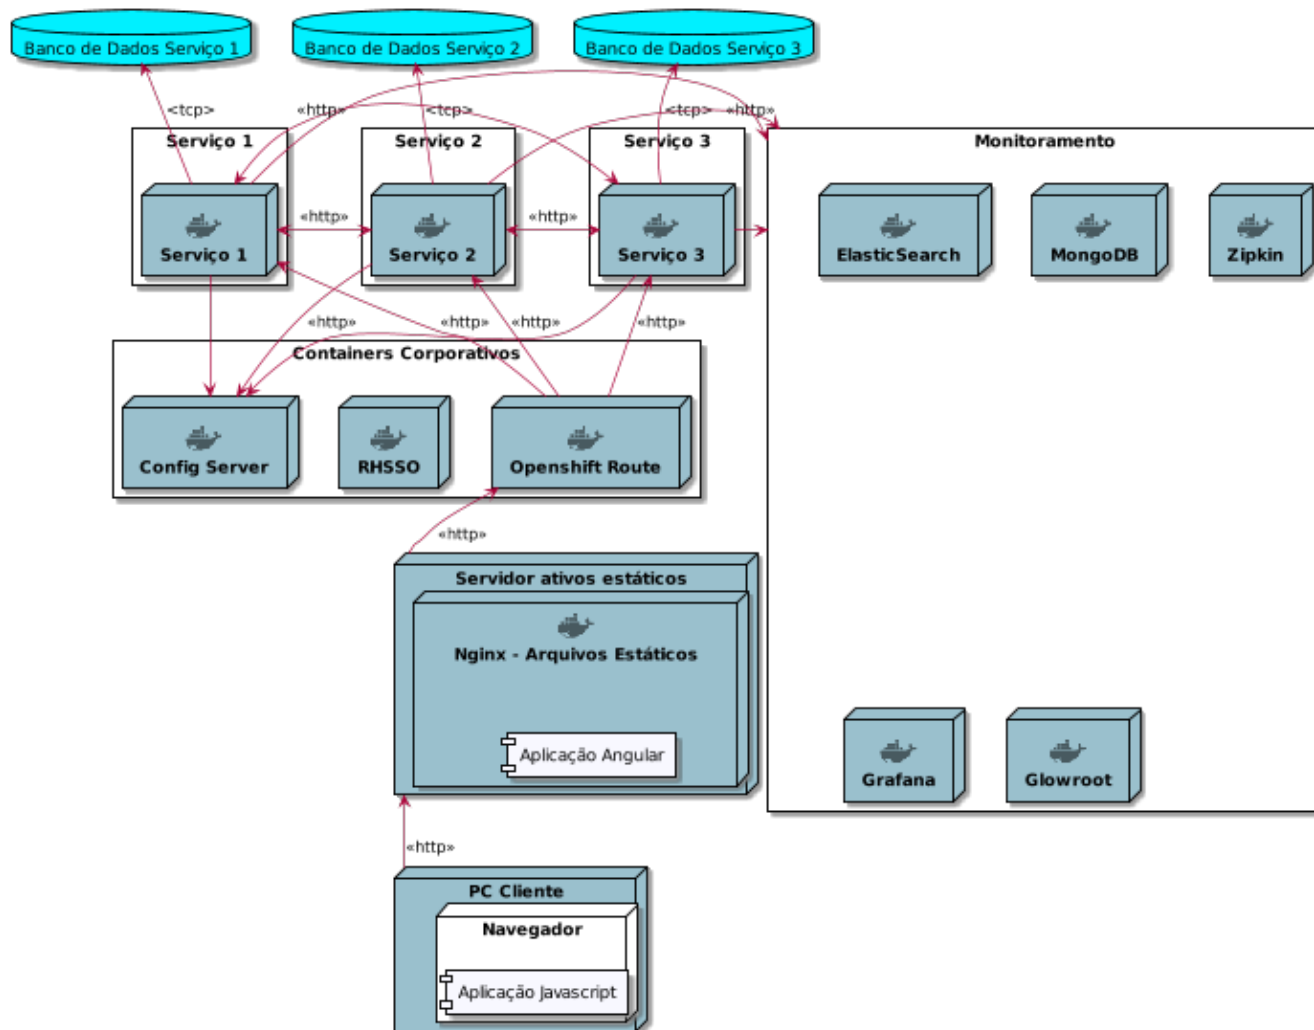 Banco de Dados Serviço 1
Banco de Dados Serviço 2
Banco de Dados Serviço 3
<tcp>
«http»
<tcp>
<tcp>
«http»
Serviço 1
Serviço 2
Serviço 3
Monitoramento
Serviço 1
«http»
Serviço 2
«http»
Serviço 3
ElasticSearch
MongoDB
Zipkin
«http»
«http»
«http»
«http»
Containers Corporativos
Config Server
RHSSO
Openshift Route
«http»
Servidor ativos estáticos
Nginx - Arquivos Estáticos
Aplicação Angular
Grafana
Glowroot
«http»
PC Cliente
Navegador
Aplicação Javascript